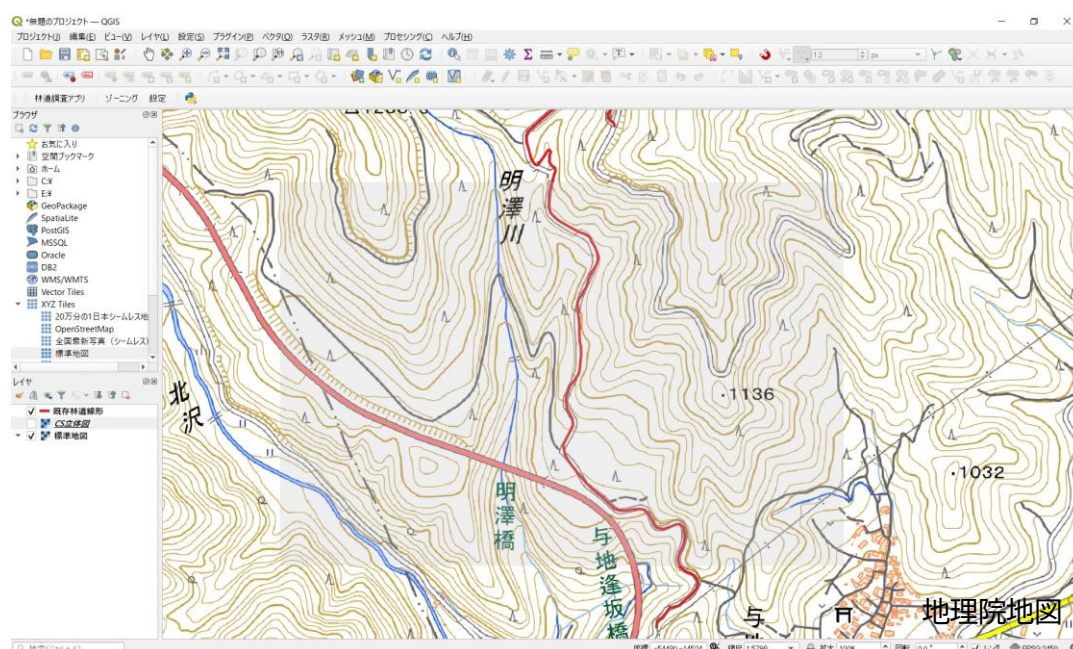 *無題のプロジェクト — QGIS
プロジェクト(J) 編集(E) ビュー(V) レイヤ(L) 設定(S) プラグイン(P) ベクタ(O) ラスタ(R) メッシュ(M) プロセシング(C) ヘルプ(H)
12 px
林道調査アプリ ゾーニング 設定
ブラウザ
お気に入り
空間ブックマーク
ホーム
C:¥
E:¥
GeoPackage
SpatiaLite
PostGIS
MSSQL
Oracle
DB2
WMS/WMTS
Vector Tiles
XYZ Tiles
20万分の1日本シームレス地
OpenStreetMap
全国最新写真（シームレス）
標準地図
レイヤ
既存林道線形
CS立体図
標準地図
明澤川
北沢
1136
1032
明澤橋
与地逢坂橋
地理院地図